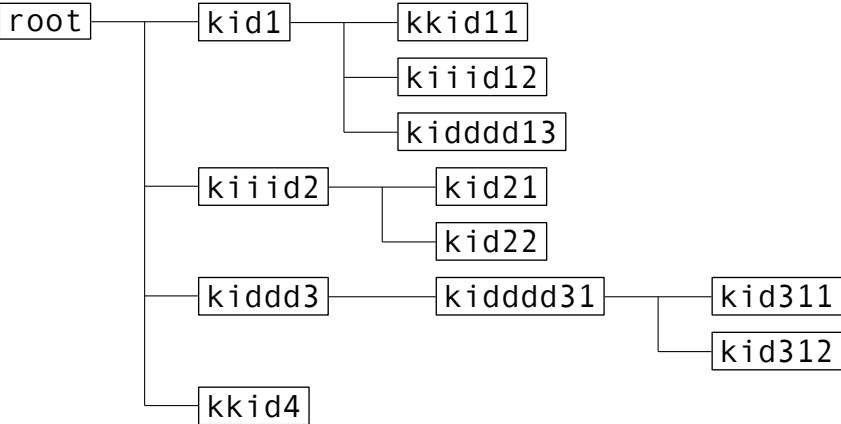 root kid1 kkid11
kiiid12
kidddd13
kiiid2 kid21
kid22
kiddd3 kidddd31 kid311
kid312
kkid4